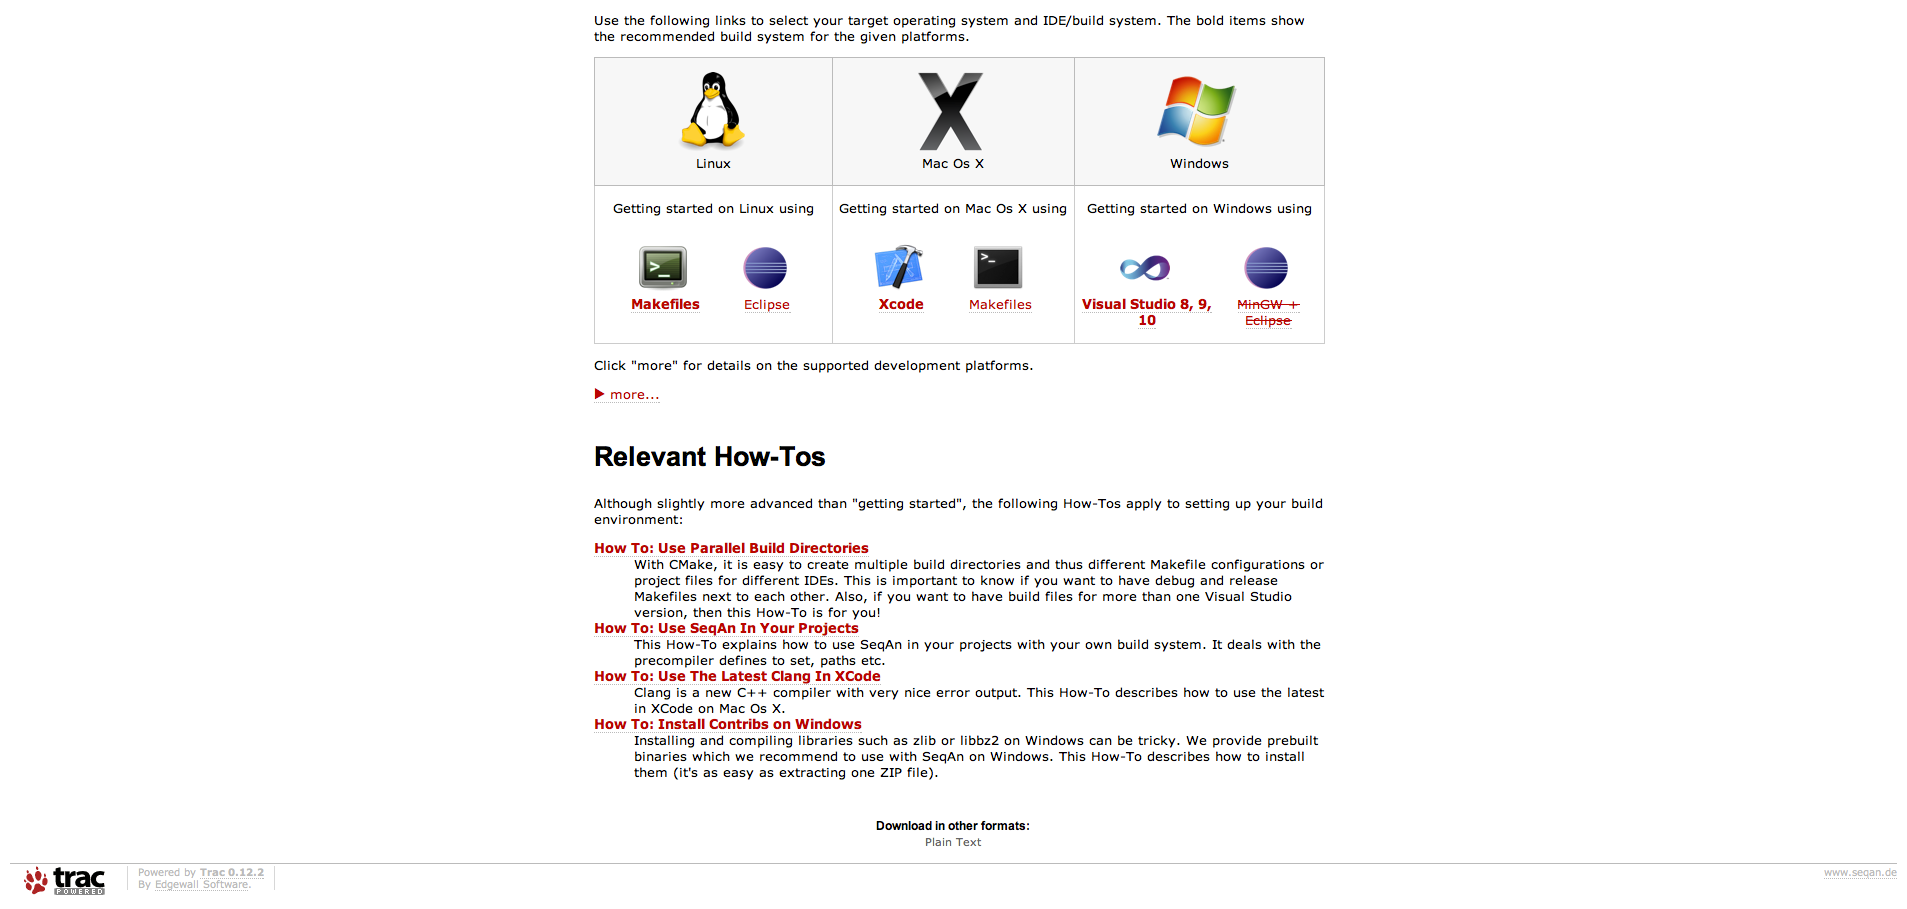 Use the following links to select your target operating system and IDE/build system. The bold items show
the recommended build system for the given platforms.
Linux
Mac Os X
Windows
Getting started on Linux using
Getting started on Mac Os X using
Getting started on Windows using
>_
>_
Makefiles
Eclipse
Xcode
Makefiles
Visual Studio 8, 9,
10
MinGW +
Eclipse
Click "more" for details on the supported development platforms.
more...
Relevant How-Tos
Although slightly more advanced than "getting started", the following How-Tos apply to setting up your build
environment:
How To: Use Parallel Build Directories
With CMake, it is easy to create multiple build directories and thus different Makefile configurations or
project files for different IDEs. This is important to know if you want to have debug and release
Makefiles next to each other. Also, if you want to have build files for more than one Visual Studio
version, then this How-To is for you!
How To: Use SeqAn In Your Projects
This How-To explains how to use SeqAn in your projects with your own build system. It deals with the
precompiler defines to set, paths etc.
How To: Use The Latest Clang In XCode
Clang is a new C++ compiler with very nice error output. This How-To describes how to use the latest
in XCode on Mac Os X.
How To: Install Contribs on Windows
Installing and compiling libraries such as zlib or libbz2 on Windows can be tricky. We provide prebuilt
binaries which we recommend to use with SeqAn on Windows. This How-To describes how to install
them (it's as easy as extracting one ZIP file).
Download in other formats:
Plain Text
trac
POWERED
Powered by Trac 0.12.2
By Edgewall Software.
www.seqan.de